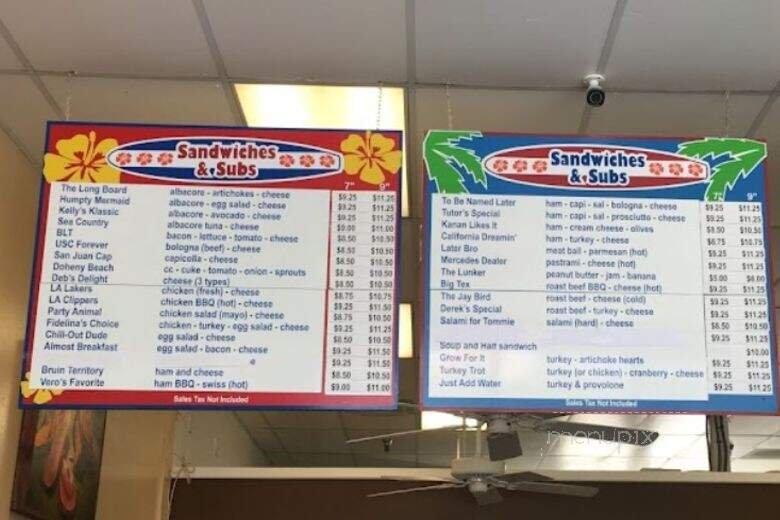 Sandwiches
& Subs
7" 9"
The Long Board albacore - artichokes - cheese $9.25 $11.25
Humpty Mermaid albacore - egg salad - cheese $9.25 $11.25
Kelly's Klassic albacore - avocado - cheese $9.25 $11.25
Sea Country albacore tuna - cheese $9.00 $11.00
BLT bacon - lettuce - tomato - cheese $8.50 $10.50
USC Forever bologna (beef) - cheese $8.50 $10.50
San Juan Cap capicolla - cheese $8.50
Doheny Beach cc - cuke - tomato - onion - sprouts $8.50 $10.50
Deb's Delight cheese (3 types) $8.50 $10.50
LA Lakers chicken (fresh) - cheese $8.75 $10.75
LA Clippers chicken BBQ (hot) - cheese $9.25 $11.50
Party Animal chicken salad (mayo) - cheese $8.75 $10.50
Fidelina's Choice chicken - turkey - egg salad - cheese $9.25 $11.25
Chill-Out Dude egg salad - cheese $8.50 $10.50
Almost Breakfast egg salad - bacon - cheese $9.25 $11.50
$9.25 $11.25
Bruin Territory ham and cheese $8.50 $10.50
Vero's Favorite ham BBQ - swiss (hot) $9.00 $11.00
Sales Tax Not Included
Sandwiches
& Subs
7" 9"
To Be Named Later ham - capi - sal - bologna - cheese $9.25 $11.25
Tutor's Special ham - capi - sal - prosciutto - cheese $9.25 $11.25
Kanan Likes It ham - cream cheese - olives $8.50 $10.50
California Dreamin' ham - turkey - cheese $8.75 $10.75
Later Bro meat ball - parmesan (hot) $9.25 $11.25
Mercedes Dealer pastrami - cheese (hot) $9.25 $11.25
The Lunker peanut butter - jam - banana $5.00 $8.00
Big Tex roast beef BBQ - cheese (hot) $9.25 $11.25
The Jay Bird roast beef - cheese (cold) $9.25 $11.25
Derek's Special roast beef - turkey - cheese $9.25 $11.25
Salami for Tommie salami (hard) - cheese $8.50 $10.50
$9.25 $11.25
Soup and Half sandwich $10.00
Grow For It turkey - artichoke hearts $9.25 $11.25
Turkey Trot turkey (or chicken) - cranberry - cheese $9.25 $11.25
Just Add Water turkey & provolone $9.25 $11.25
Sales Tax Not Included
menupix